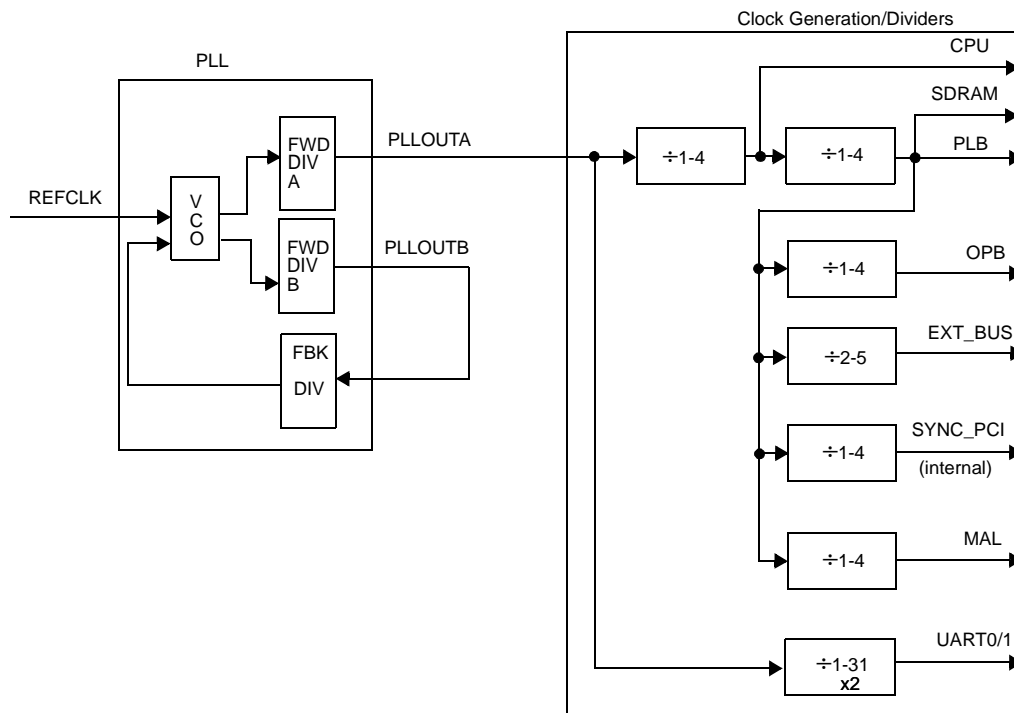 Clock Generation/Dividers
CPU
PLL
SDRAM
FWD
DIV
A
PLLOUTA
÷1-4
÷1-4
PLB
REFCLK
V
C
O
FWD
DIV
B
PLLOUTB
÷1-4
OPB
FBK
DIV
÷2-5
EXT_BUS
÷1-4
SYNC_PCI
(internal)
÷1-4
MAL
÷1-31
x2
UART0/1